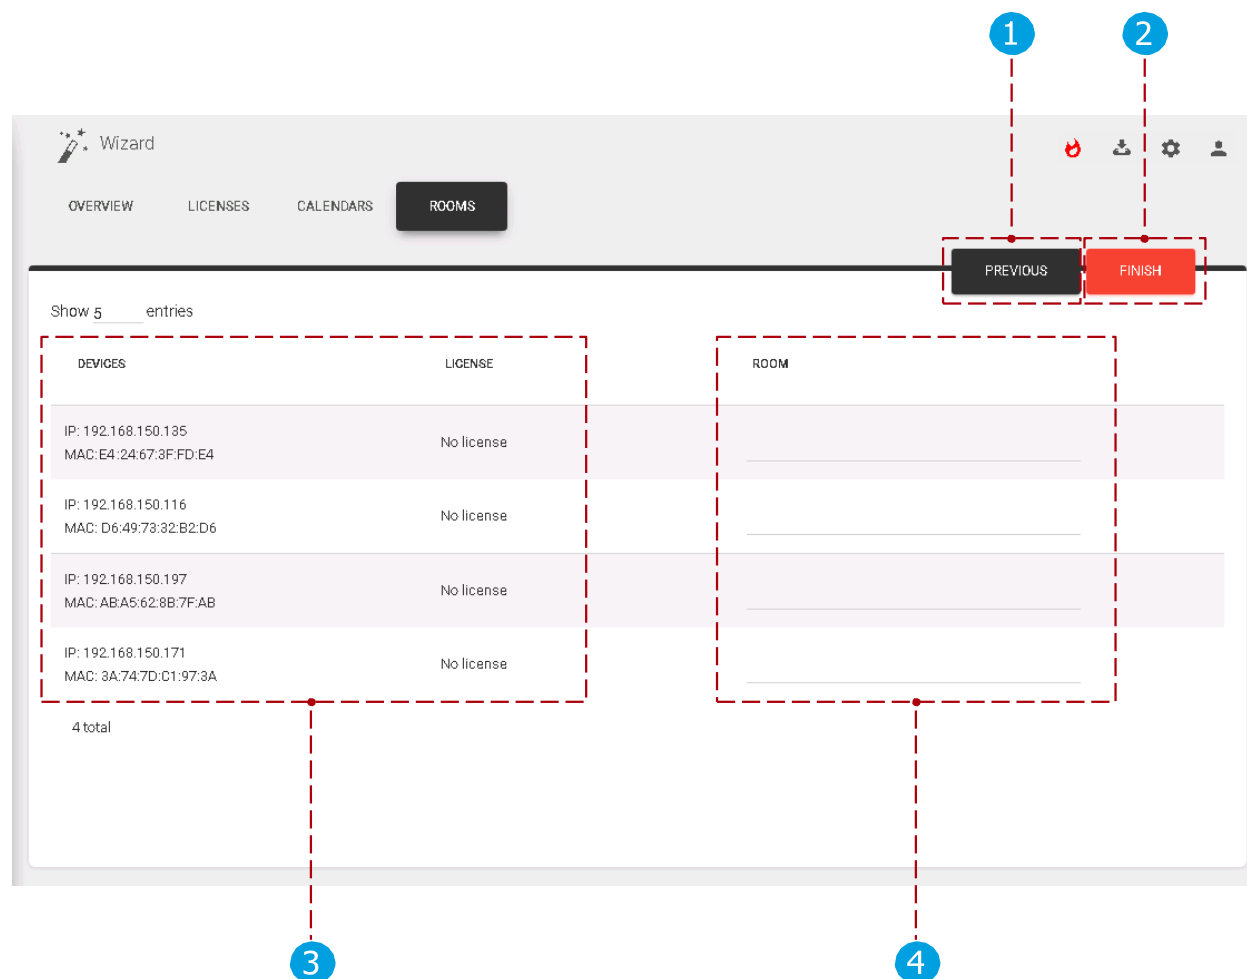 1 2
Wizard
OVERVIEW LICENSES CALENDARS ROOMS
PREVIOUS FINISH
Show 5 entries
DEVICES LICENSE ROOM
IP: 192.168.150.135
MAC:E4:24:67:3F:FD:E4
No license
IP: 192.168.150.116
MAC: D6:49:73:32:B2:D6
No license
IP: 192.168.150.197
MAC: AB:A5:62:8B:7F:AB
No license
IP: 192.168.150.171
MAC: 3A:74:7D:C1:97:3A
No license
4 total
3 4